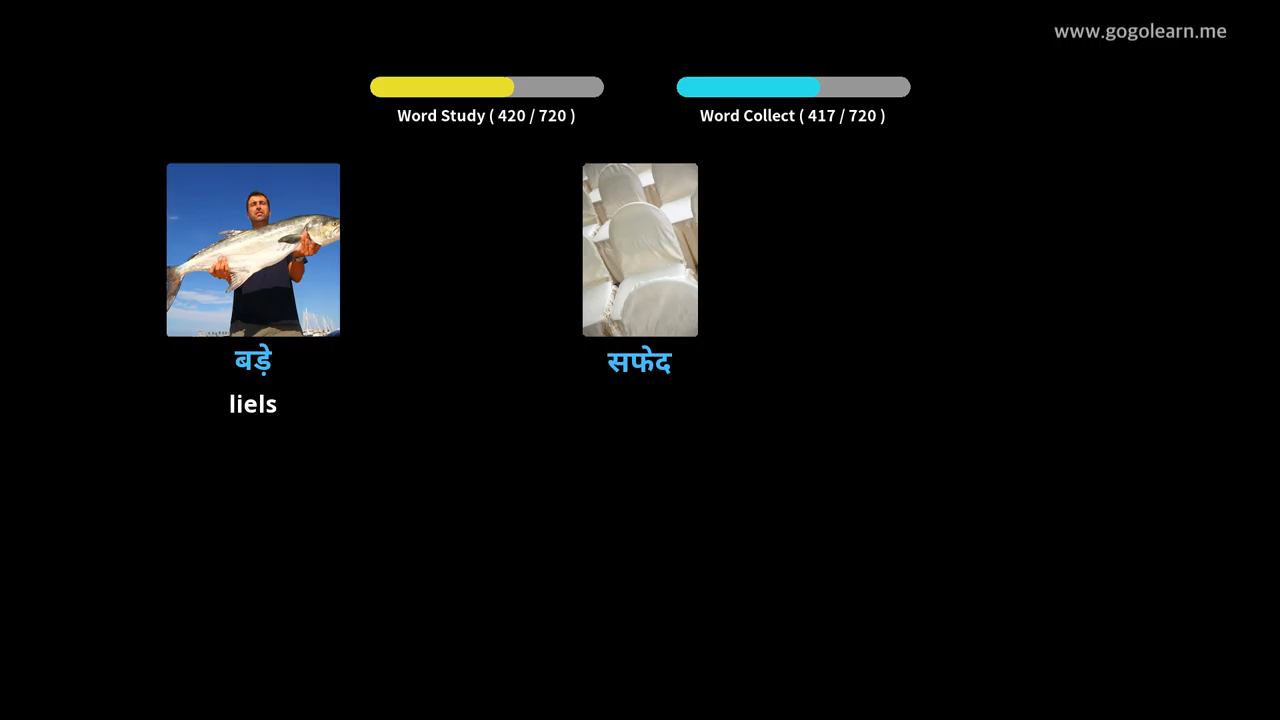 www.gogolearn.me
Word Study ( 420 / 720 )
Word Collect ( 417 / 720 )
बड़े
सफेद
liels